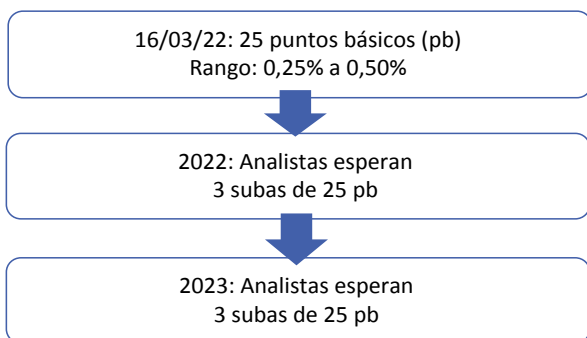 16/03/22: 25 puntos básicos (pb)
Rango: 0,25% a 0,50%
2022: Analistas esperan
3 subas de 25 pb
2023: Analistas esperan
3 subas de 25 pb